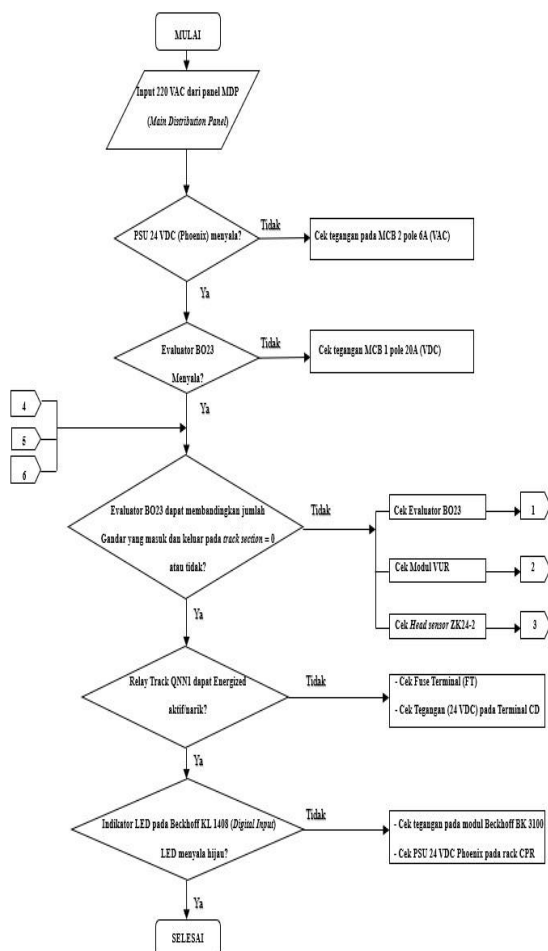 MULAI
Input 220 VAC dari panel MDP
(Main Distribution Panel)
PSU 24 VDC (Phoenix) menyala?
Tidak
Cek tegangan pada MCB 2 pole 6A (VAC)
Ya
Evaluator BO23
Menyala?
Tidak
Cek tegangan MCB 1 pole 20A (VDC)
Ya
4
5
6
Evaluator BO23 dapat membandingkan jumlah
Gandar yang masuk dan keluar pada track section = 0
atau tidak?
Tidak
Cek Evaluator BO23
1
Cek Modul VUR
2
Cek Head sensor ZK24-2
3
Ya
Relay Track QNN1 dapat Energized
aktif/narik?
Tidak
- Cek Fuse Terminal (FT)
- Cek Tegangan (24 VDC) pada Terminal CD
Ya
Indikator LED pada Beckhoff KL 1408 (Digital Input)
LED menyala hijau?
Tidak
- Cek tegangan pada modul Beckhoff BK 3100
- Cek PSU 24 VDC Phoenix pada rack CPR
Ya
SELESAI